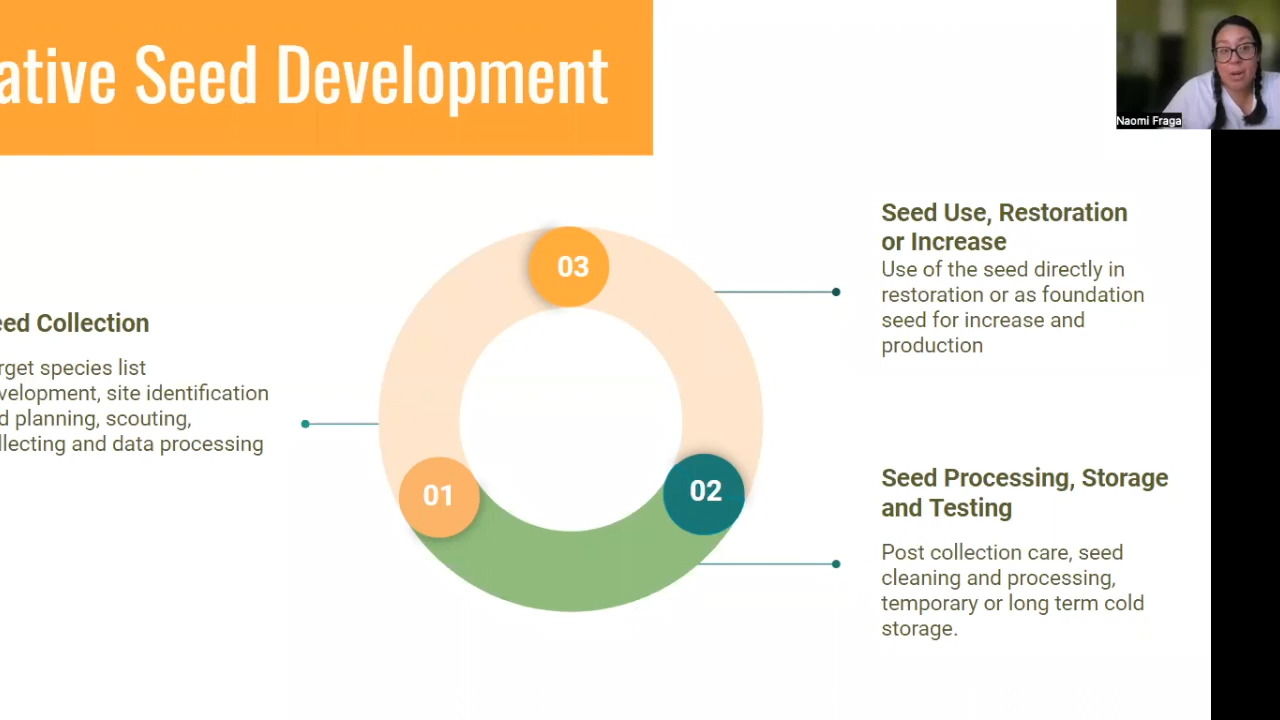 ative Seed Development
Naomi Fraga
03
Seed Use, Restoration
or Increase
Use of the seed directly in
restoration or as foundation
seed for increase and
production
eed Collection
rget species list
velopment, site identification
d planning, scouting,
llecting and data processing
01
02
Seed Processing, Storage
and Testing
Post collection care, seed
cleaning and processing,
temporary or long term cold
storage.